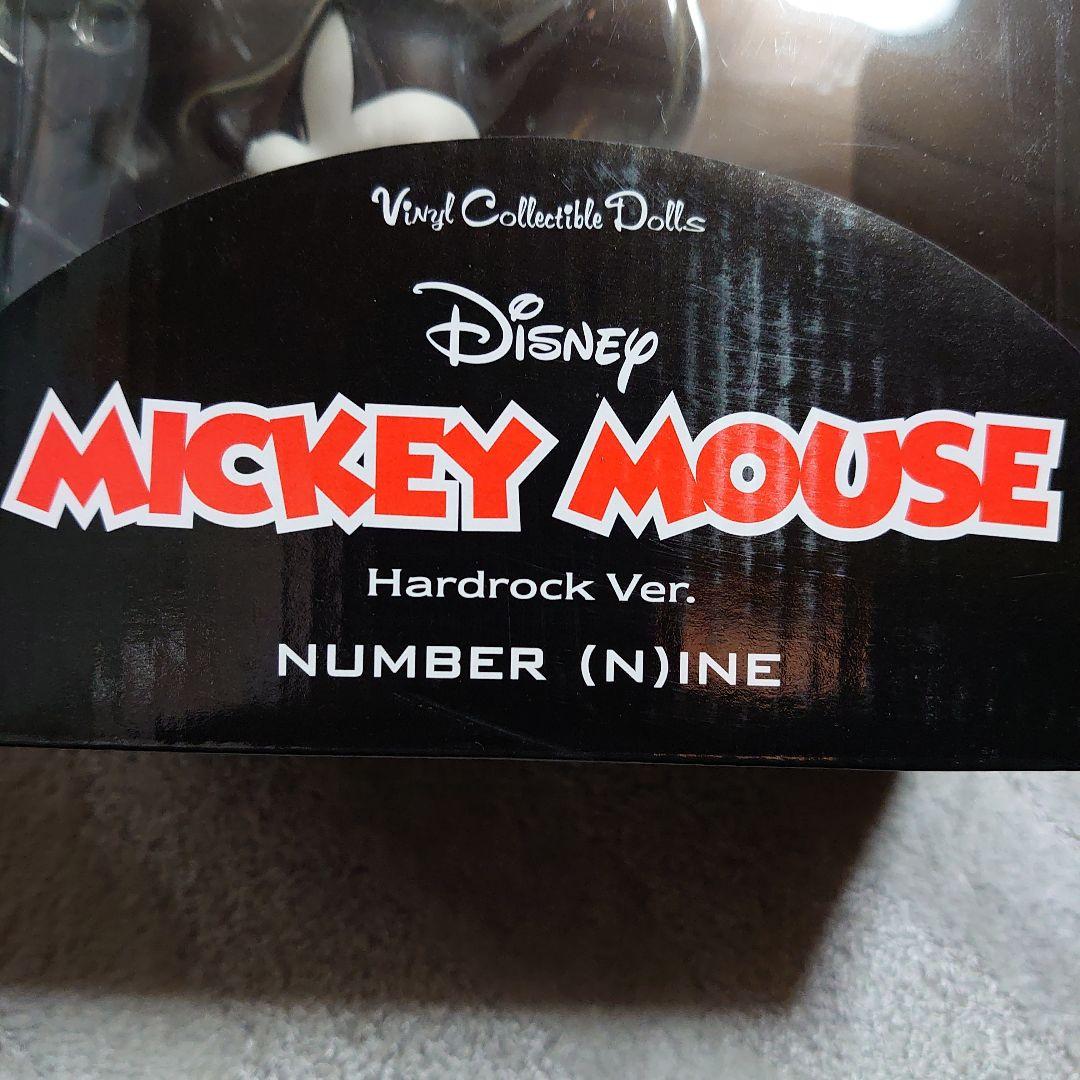 Vinyl Collectible Dolls
Disney
MICKEY MOUSE
Hardrock Ver.
NUMBER (N)INE